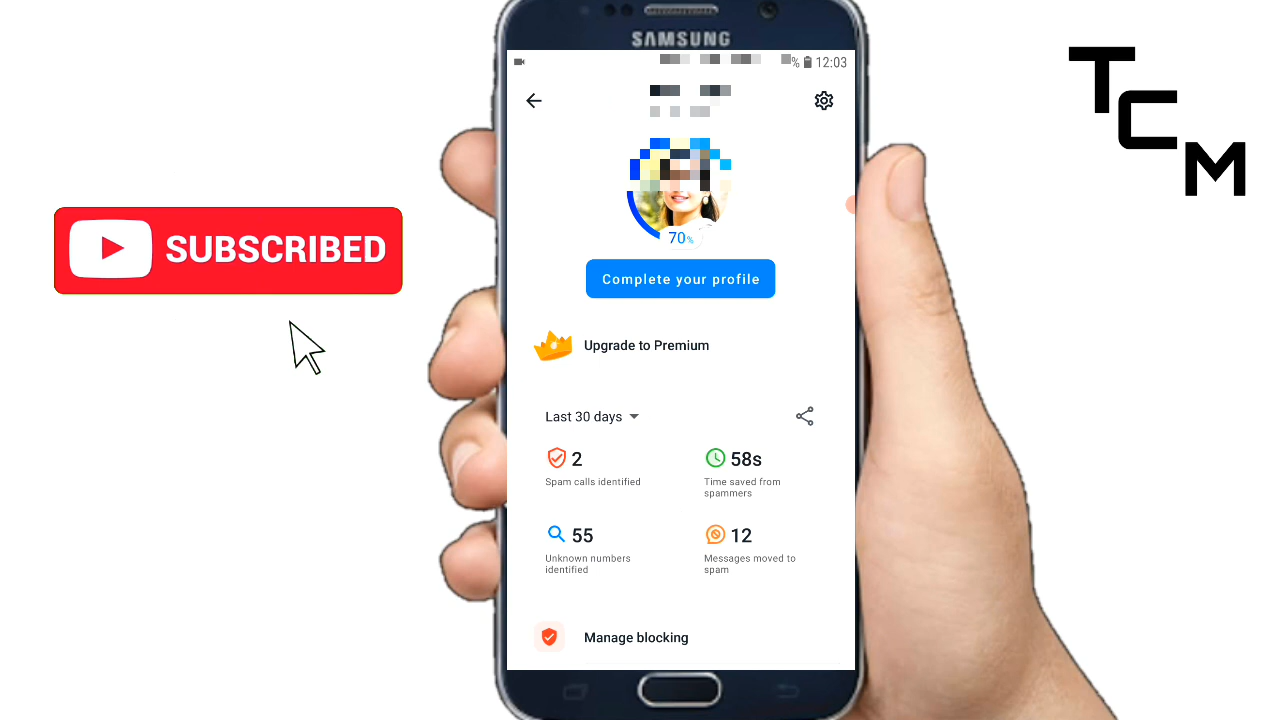 SAMSUNG
% 12:03
TCM
70%
SUBSCRIBED
Complete your profile
Upgrade to Premium
Last 30 days
2
58s
Spam calls identified
Time saved from
spammers
55
12
Unknown numbers
identified
Messages moved to
spam
Manage blocking